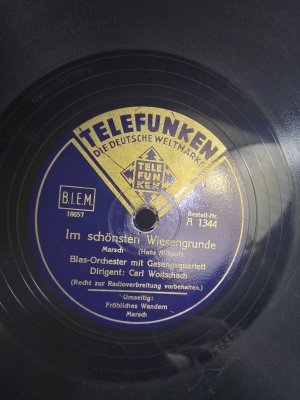 TELEFUNKEN
DIE DEUTSCHE WELTMARKE
TELE
FUN
KEN
B.I.E.M.
18657
Bestell-Nr.
A 1344
Im schönsten Wiesengrunde
Marsch (Hans
Blas-Orchester mit Gesangsquartett
Dirigent: Carl Woitschach
(Recht zur Radioverbreitung vorbehalten.)
Umseitig:
Fröhliches Wandern
Marsch